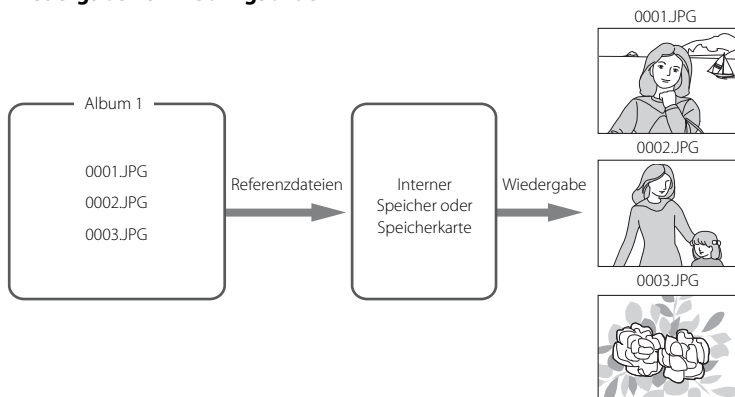 0001.JPG
Album 1
0001.JPG
0002.JPG
0003.JPG
Referenzdateien
Interner
Speicher oder
Speicherkarte
Wiedergabe
0002.JPG
0003.JPG